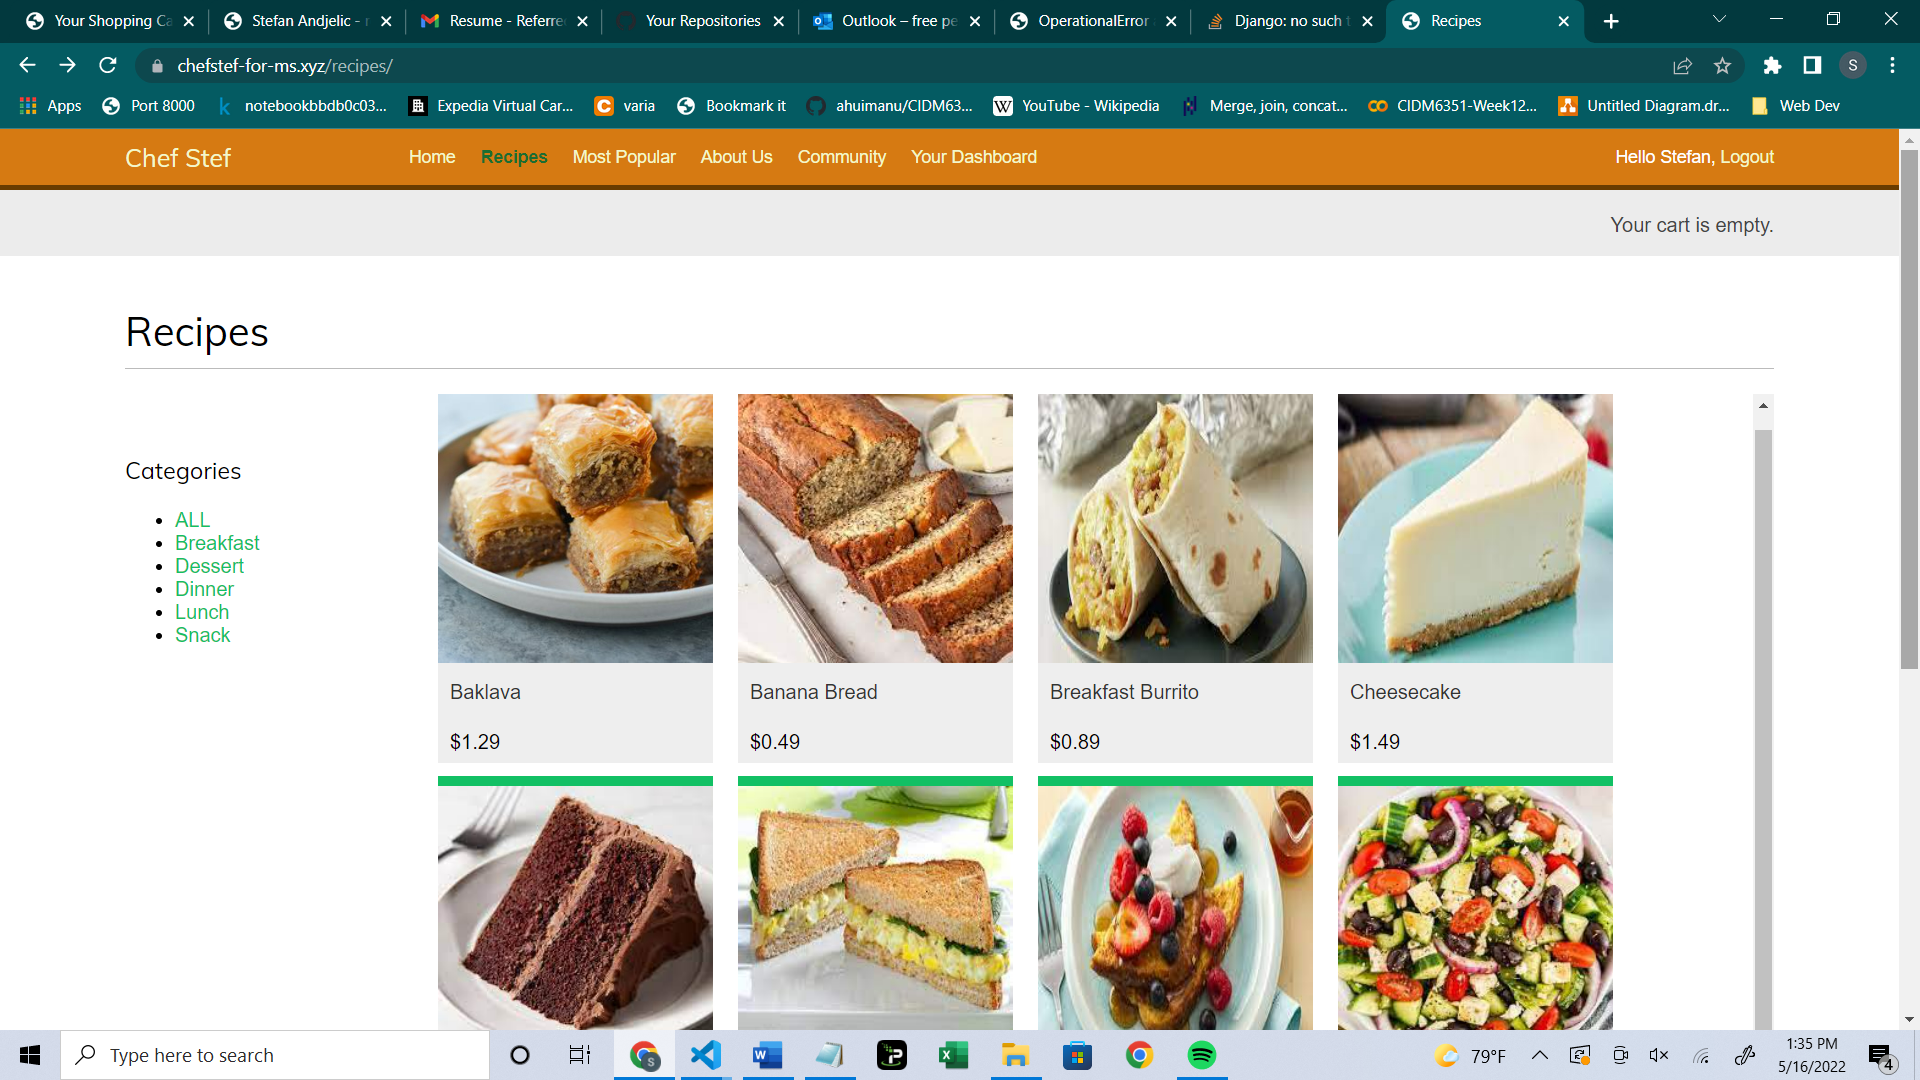 Your Shopping Ca
Stefan Andjelic -
Resume - Referre
Your Repositories
Outlook – free pe
OperationalError
Django: no such t
Recipes
chefstef-for-ms.xyz/recipes/
S
Apps
Port 8000
k notebookbbdb0c03...
Expedia Virtual Car...
C varia
Bookmark it
ahuimanu/CIDM63...
W YouTube - Wikipedia
Merge, join, concat...
CIDM6351-Week12...
Untitled Diagram.dr...
Web Dev
Chef Stef
Home Recipes Most Popular About Us Community Your Dashboard
Hello Stefan, Logout
Your cart is empty.
Recipes
Categories
• ALL
• Breakfast
• Dessert
• Dinner
• Lunch
• Snack
Baklava
$1.29
Banana Bread
$0.49
Breakfast Burrito
$0.89
Cheesecake
$1.49
Type here to search
79°F
1:35 PM
5/16/2022
4